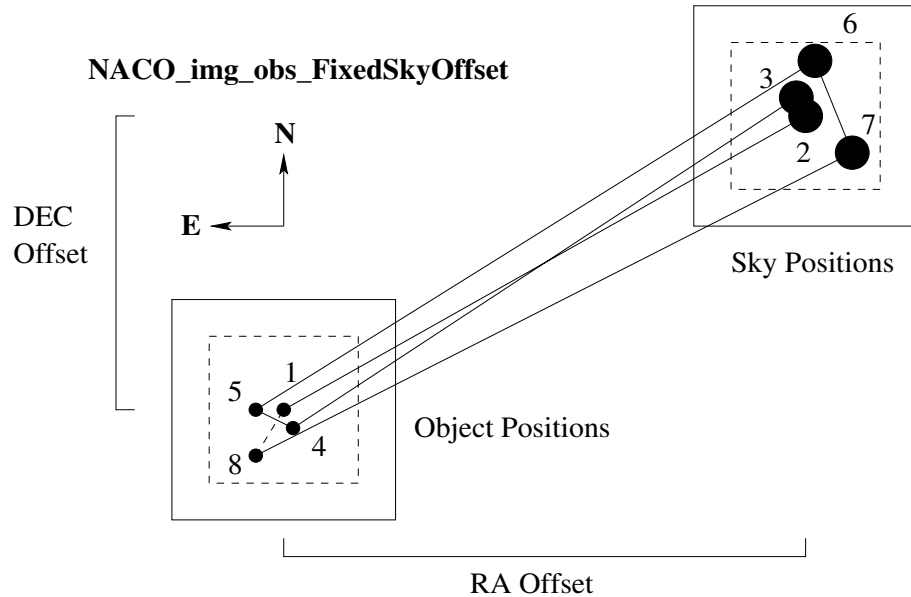 6
NACO_img_obs_FixedSkyOffset
3
7
N
2
DEC
Offset
E
Sky Positions
5
1
Object Positions
4
8
RA Offset